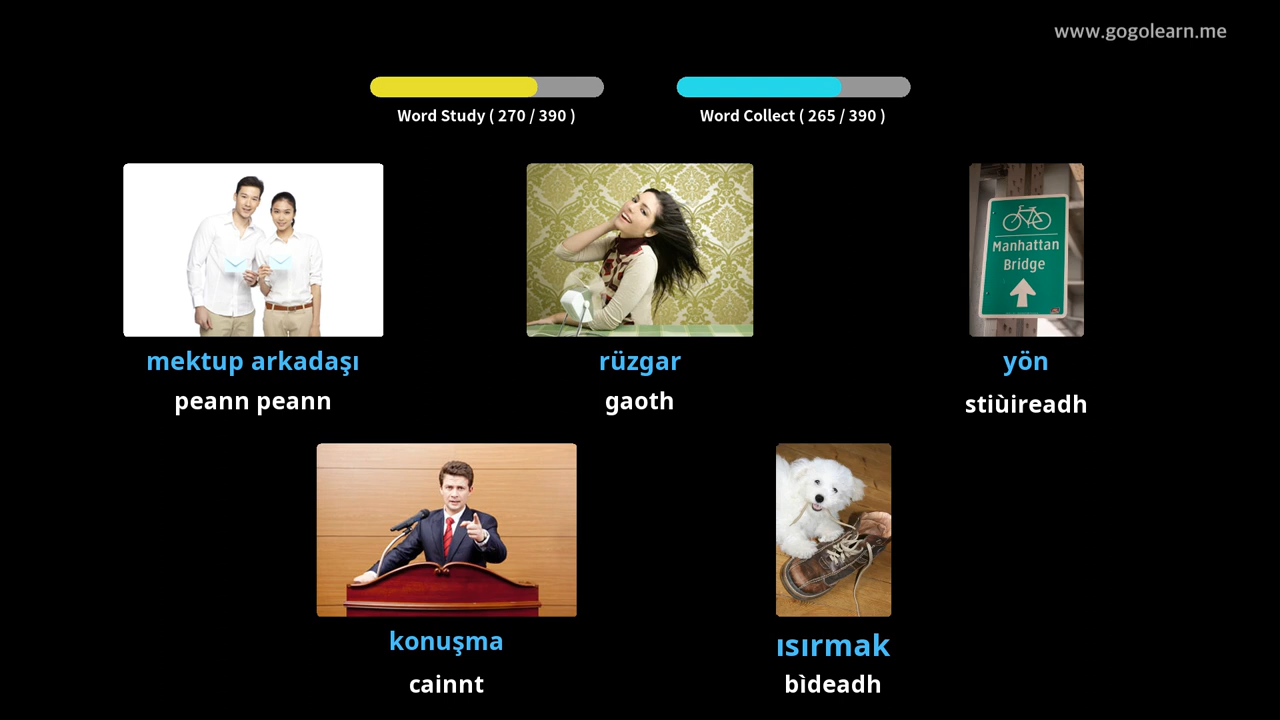 www.gogolearn.me
Word Study ( 270 / 390 )
Word Collect ( 265 / 390 )
Manhattan
Bridge
mektup arkadaşı
rüzgar
yön
peann peann
gaoth
stiùireadh
konuşma
ısırmak
cainnt
bìdeadh